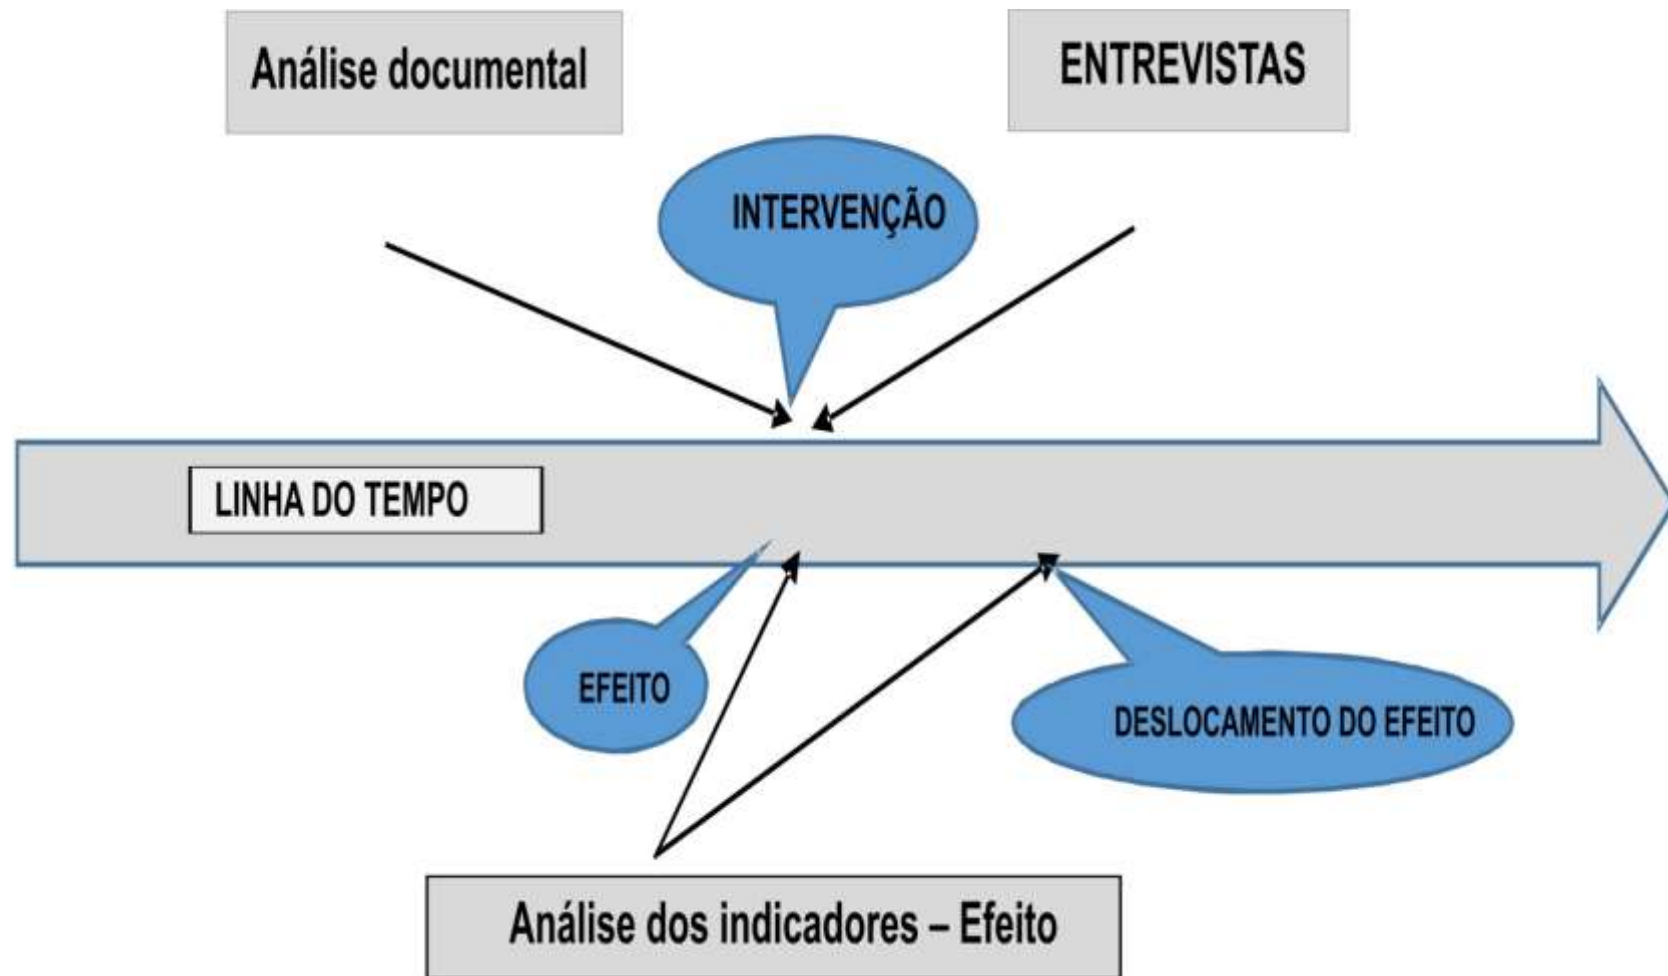 Análise documental
ENTREVISTAS
INTERVENÇÃO
LINHA DO TEMPO
EFEITO
DESLOCAMENTO DO EFEITO
Análise dos indicadores – Efeito